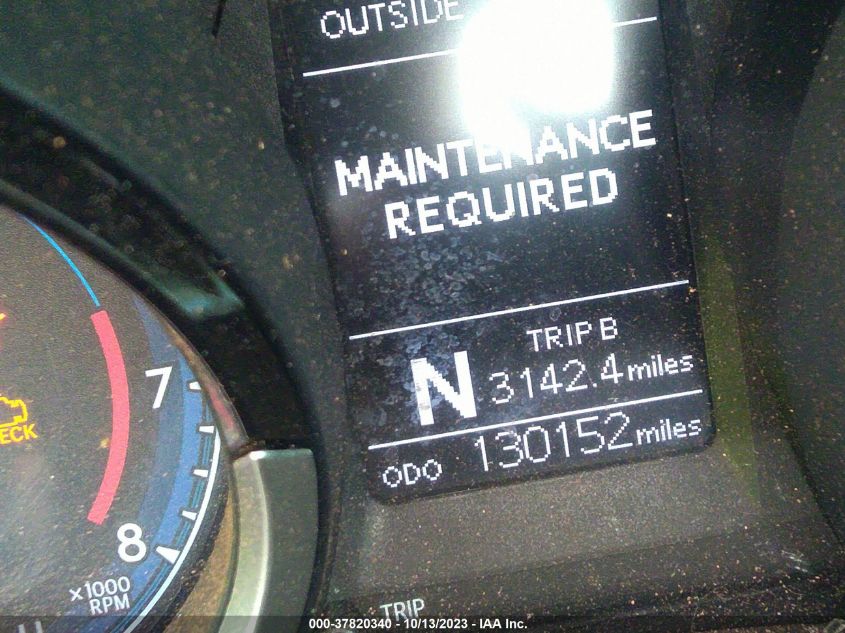 OUTSIDE
MAINTENANCE
REQUIRED
TRIP B
N 3142.4 miles
ODO 130152 miles
7
8
x1000
RPM
TRIP
000-37820340 - 10/13/2023 - IAA Inc.